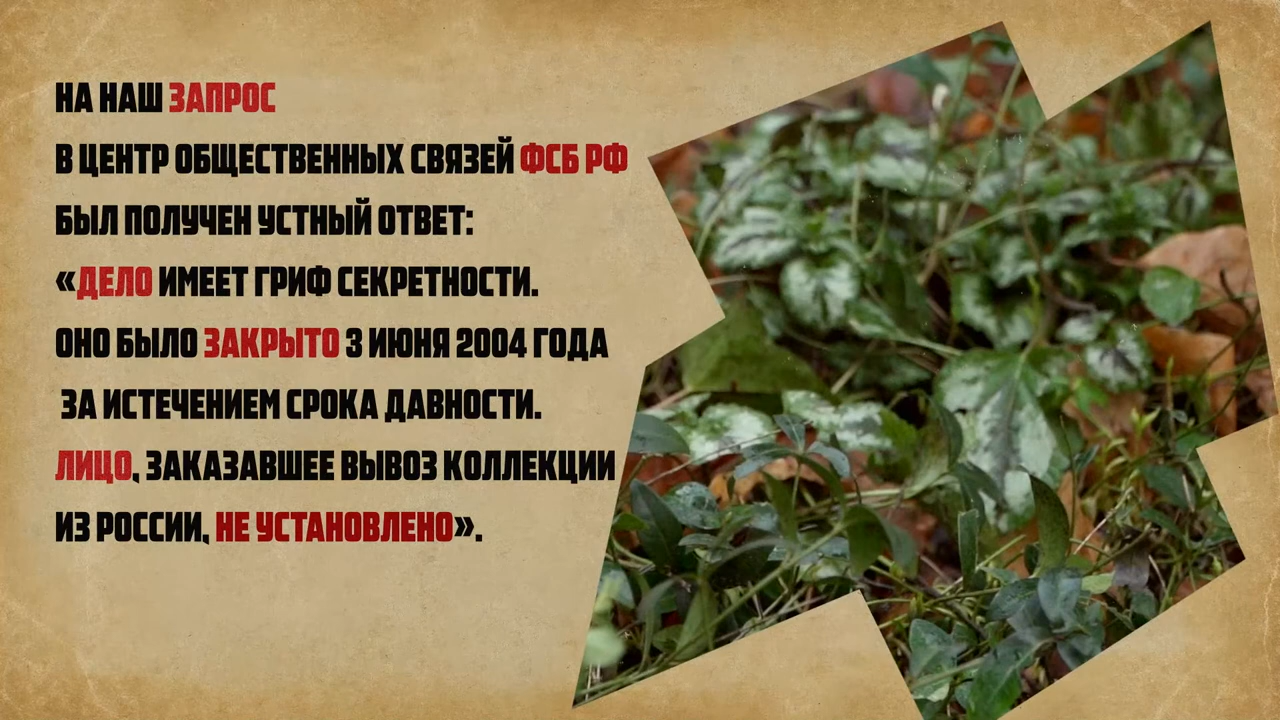 НА НАШ ЗАПРОС
В ЦЕНТР ОБЩЕСТВЕННЫХ СВЯЗЕЙ ФСБ РФ
БЫЛ ПОЛУЧЕН УСТНЫЙ ОТВЕТ:
«ДЕЛО ИМЕЕТ ГРИФ СЕКРЕТНОСТИ.
ОНО БЫЛО ЗАКРЫТО 3 ИЮНЯ 2004 ГОДА
ЗА ИСТЕЧЕНИЕМ СРОКА ДАВНОСТИ.
ЛИЦО, ЗАКАЗАВШЕЕ ВЫВОЗ КОЛЛЕКЦИИ
ИЗ РОССИИ, НЕ УСТАНОВЛЕНО».